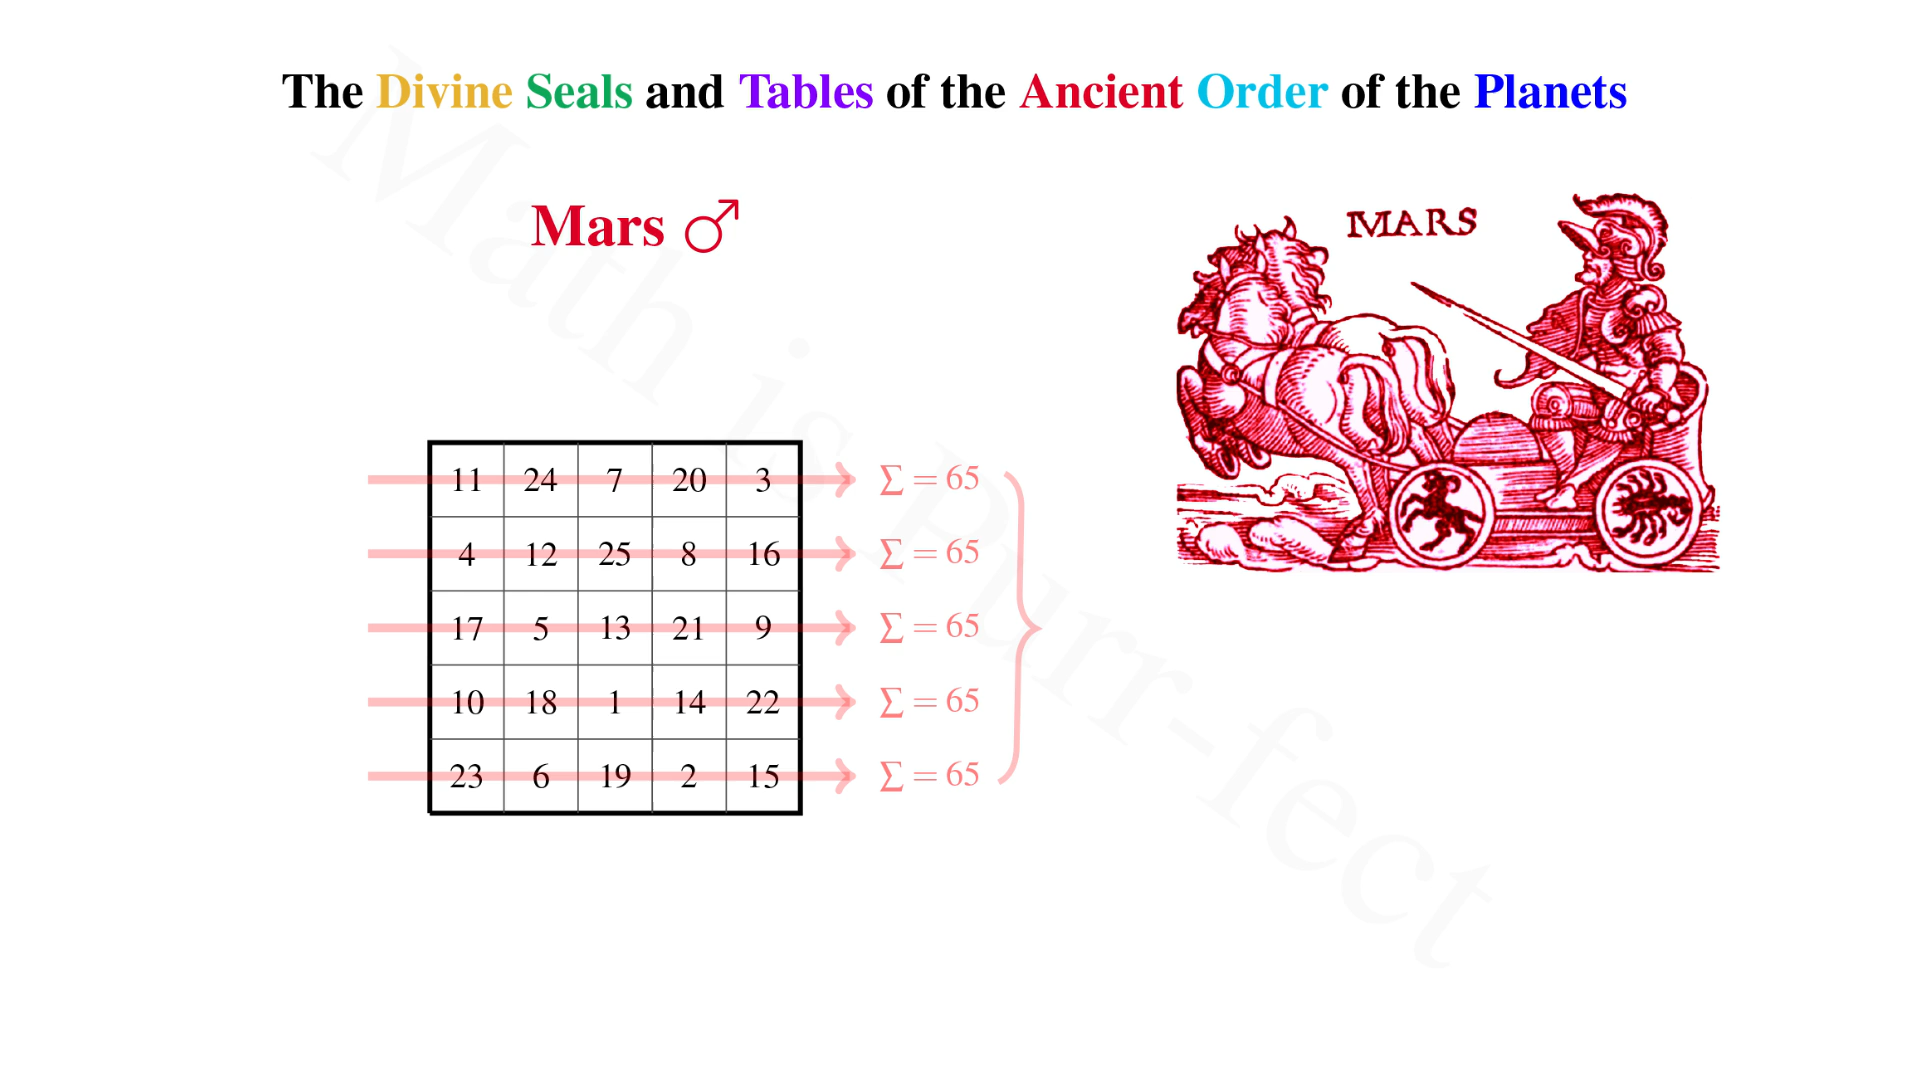 The Divine Seals and Tables of the Ancient Order of the Planets
Mars ♂
MARS
11 24 7 20 3 Σ = 65
4 12 25 8 16 Σ = 65
17 5 13 21 9 Σ = 65
10 18 1 14 22 Σ = 65
23 6 19 2 15 Σ = 65
Math is Purr-fect